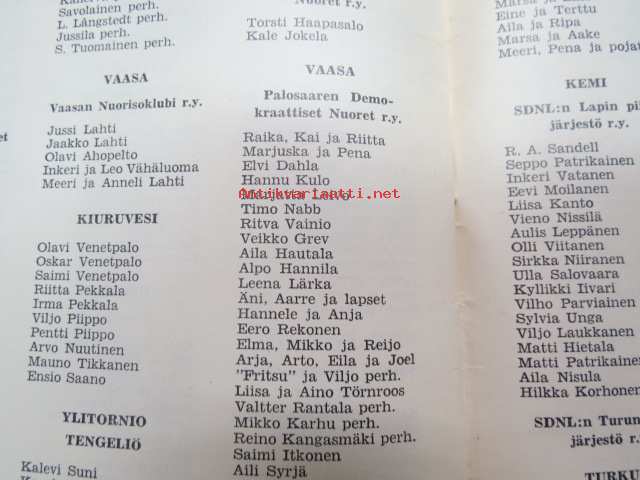 Savolainen perh.
L. Långstedt perh.
Jussila perh.
S. Tuomainen perh.
VAASA
Vaasan Nuorisoklubi r.y.
Jussi Lahti
Jaakko Lahti
Olavi Ahopelto
Inkeri ja Leo Vähäluoma
Meeri ja Anneli Lahti
KIURUVESI
Olavi Venetpalo
Oskar Venetpalo
Saimi Venetpalo
Riitta Pekkala
Irma Pekkala
Viljo Piippo
Pentti Piippo
Arvo Nuutinen
Mauno Tikkanen
Ensio Saano
YLITORNIO
TENGELIÖ
Kalevi Suni
Nuoret r.y.
Torsti Haapasalo
Kale Jokela
VAASA
Palosaaren Demo-
kraattiset Nuoret r.y.
Raika, Kai ja Riitta
Marjuska ja Pena
Elvi Dahla
Hannu Kulo
Antiikvariantti.net
Marjatta Leivo
Timo Nabb
Ritva Vainio
Veikko Grev
Aila Hautala
Alpo Hannila
Leena Lärka
Äni, Aarre ja lapset
Hannele ja Anja
Eero Rekonen
Elma, Mikko ja Reijo
Arja, Arto, Eila ja Joel
"Fritsu" ja Viljo perh.
Liisa ja Aino Törnroos
Valtter Rantala perh.
Mikko Karhu perh.
Reino Kangasmäki perh.
Saimi Itkonen
Aili Syrjä
Eine ja Terttu
Aila ja Ripa
Marsa ja Aake
Meeri, Pena ja pojat
KEMI
SDNL:n Lapin pii
järjestö r.y.
R. A. Sandell
Seppo Patrikainen
Inkeri Vatanen
Eevi Moilanen
Liisa Kanto
Vieno Nissilä
Aulis Leppänen
Olli Viitanen
Sirkka Niiranen
Ulla Salovaara
Kyllikki Iivari
Vilho Parviainen
Sylvia Unga
Viljo Laukkanen
Matti Hietala
Matti Patrikainen
Aila Nisula
Hilkka Korhonen
SDNL:n Turun
järjestö r.y.
TURKU